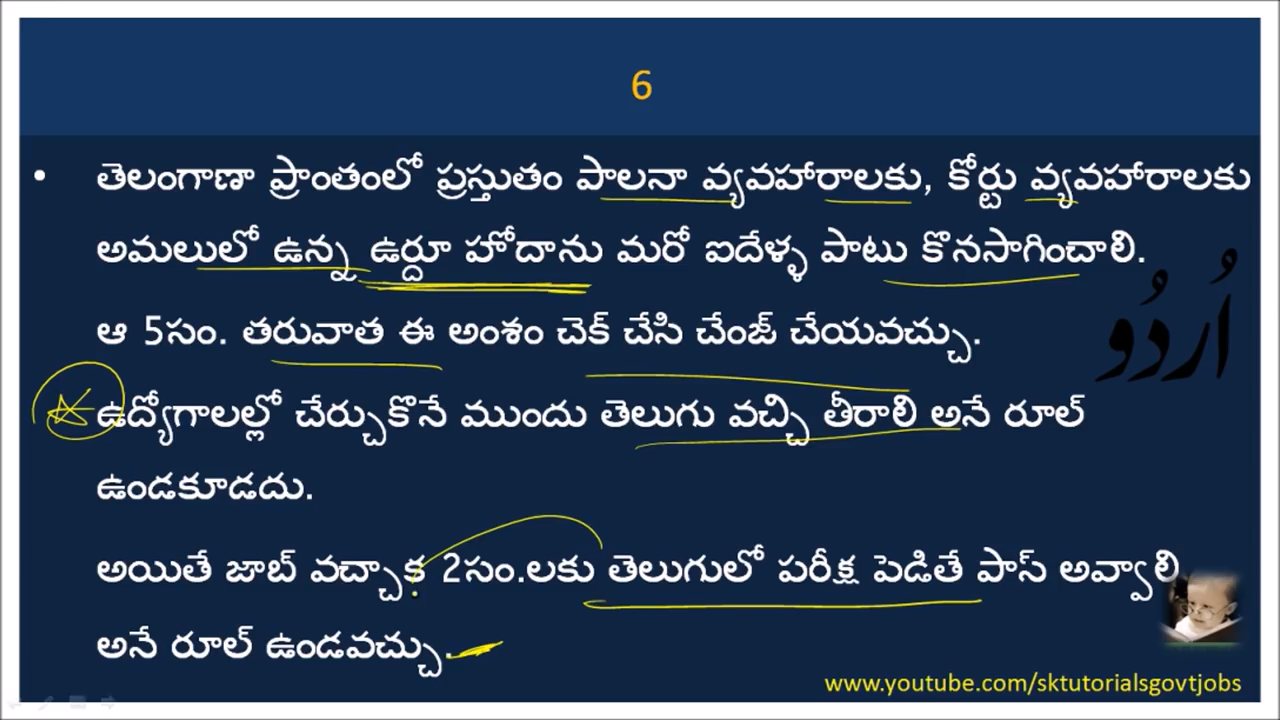 6
• తెలంగాణా ప్రాంతంలో ప్రస్తుతం పాలనా వ్యవహారాలకు, కోర్టు వ్యవహారాలకు
అమలులో ఉన్న ఉర్దూ హోదాను మరో ఐదేళ్ళ పాటు కొనసాగించాలి.
ఆ 5సం. తరువాత ఈ అంశం చెక్ చేసి చేంజ్ చేయవచ్చు.
اُردُو
ఉద్యోగాలల్లో చేర్చుకొనే ముందు తెలుగు వచ్చి తీరాలి అనే రూల్
ఉండకూడదు.
అయితే జాబ్ వచ్చాక 2సం.లకు తెలుగులో పరీక్ష పెడితే పాస్ అవ్వాలి
అనే రూల్ ఉండవచ్చు.
www.youtube.com/sktutorialsgovtjobs